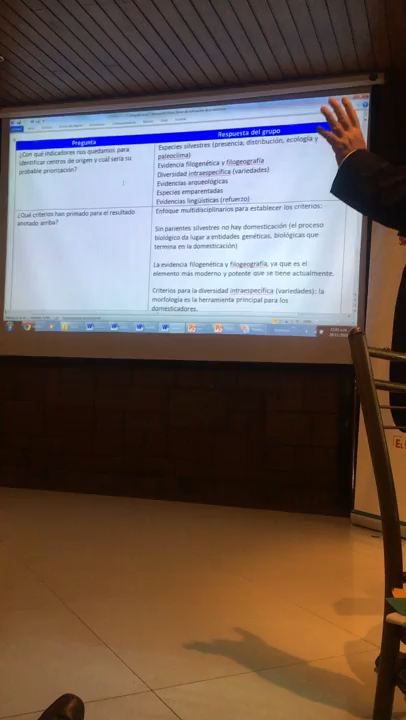 Pregunta
Respuesta del grupo
¿Con qué indicadores nos quedamos para
identificar centros de origen y cuál sería su
probable priorización?
Especies silvestres (presencia, distribución, ecología y
paleoclima)
Evidencia filogenética y filogeografía
Diversidad intraespecífica (variedades)
Evidencias arqueológicas
Especies emparentadas
Evidencias lingüísticas (refuerzo)
¿Qué criterios han primado para el resultado
anotado arriba?
Enfoque multidisciplinarios para establecer los criterios:
Sin parientes silvestres no hay domesticación (el proceso
biológico da lugar a entidades genéticas, biológicas que
termina en la domesticación)
La evidencia filogenética y filogeografía, ya que es el
elemento más moderno y potente que se tiene actualmente.
Criterios para la diversidad intraespecífica (variedades): la
morfología es la herramienta principal para los
domesticadores.